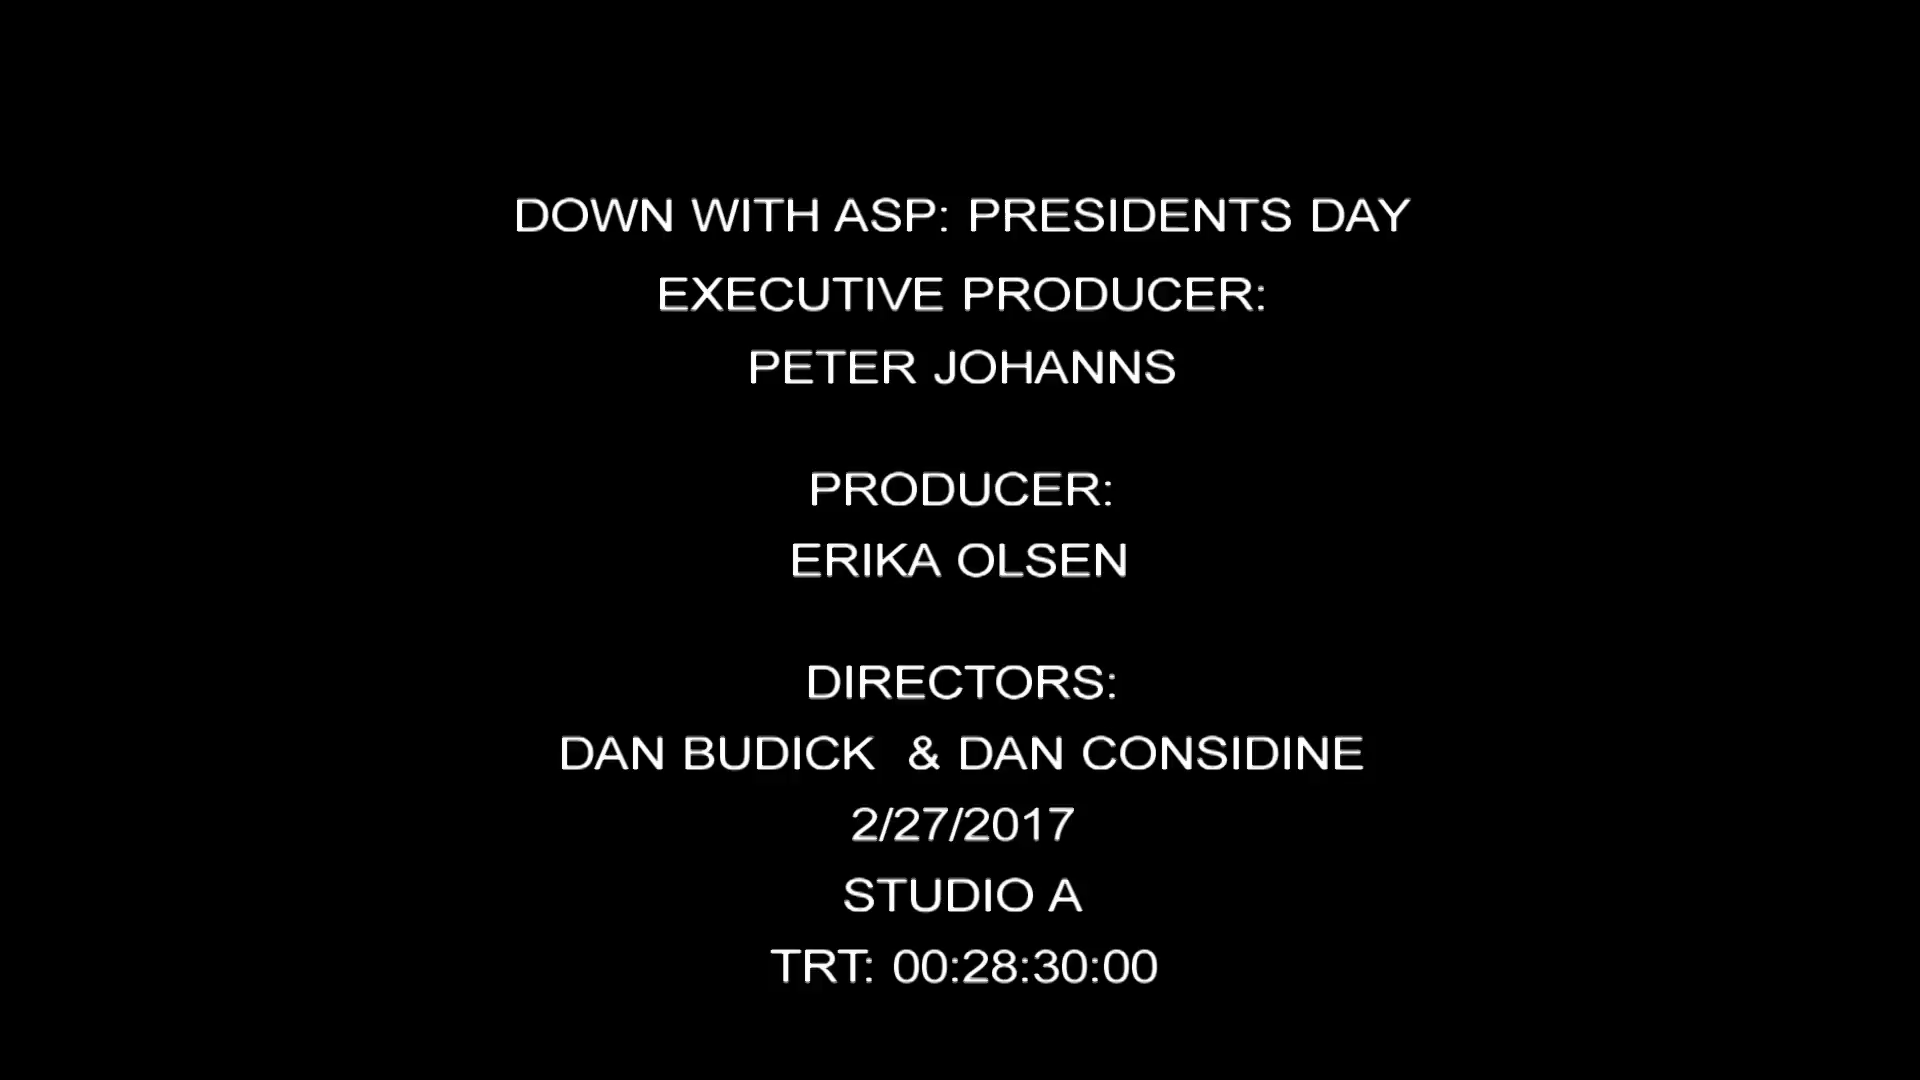 DOWN WITH ASP: PRESIDENTS DAY
EXECUTIVE PRODUCER:
PETER JOHANNS
PRODUCER:
ERIKA OLSEN
DIRECTORS:
DAN BUDICK  & DAN CONSIDINE
2/27/2017
STUDIO A
TRT: 00:28:30:00